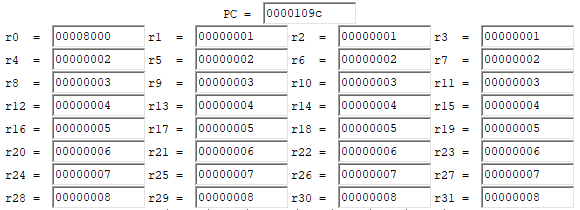 PC = 0000109c
r0 = 00008000 r1 = 00000001 r2 = 00000001 r3 = 00000001
r4 = 00000002 r5 = 00000002 r6 = 00000002 r7 = 00000002
r8 = 00000003 r9 = 00000003 r10 = 00000003 r11 = 00000003
r12 = 00000004 r13 = 00000004 r14 = 00000004 r15 = 00000004
r16 = 00000005 r17 = 00000005 r18 = 00000005 r19 = 00000005
r20 = 00000006 r21 = 00000006 r22 = 00000006 r23 = 00000006
r24 = 00000007 r25 = 00000007 r26 = 00000007 r27 = 00000007
r28 = 00000008 r29 = 00000008 r30 = 00000008 r31 = 00000008